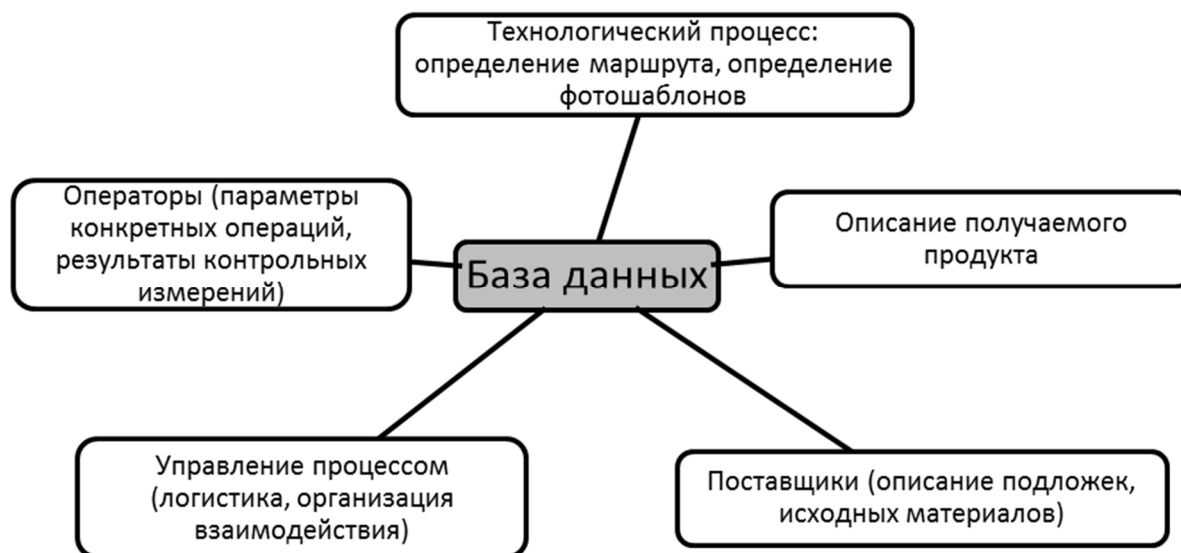 Технологический процесс:
определение маршрута, определение
фотошаблонов
Операторы (параметры
конкретных операций,
результаты контрольных
измерений)
База данных
Описание получаемого
продукта
Управление процессом
(логистика, организация
взаимодействия)
Поставщики (описание подложек,
исходных материалов)